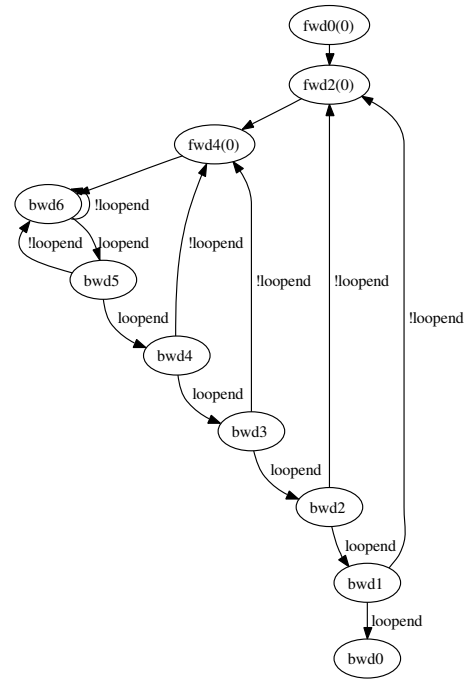 fwd0(0)
fwd2(0)
fwd4(0)
bwd6
!loopend
!loopend
loopend
!loopend
bwd5
!loopend
!loopend
loopend
!loopend
bwd4
loopend
bwd3
loopend
bwd2
loopend
bwd1
loopend
bwd0